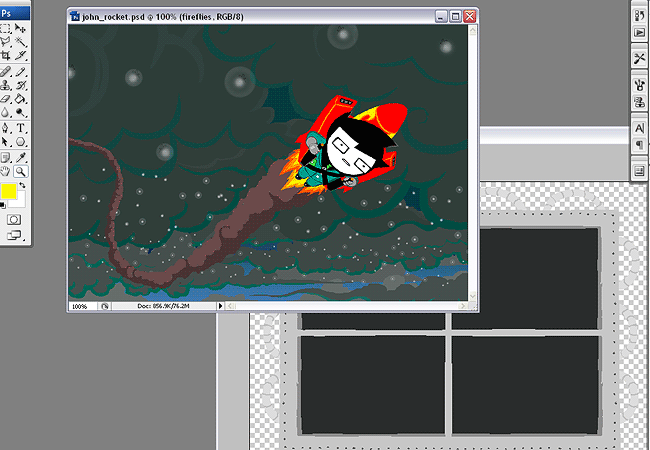 Ps
john_rocket.psd @ 100% (fireflies, RGB/8)
T
A
¶
100%
Doc: 856.9K/76.2M